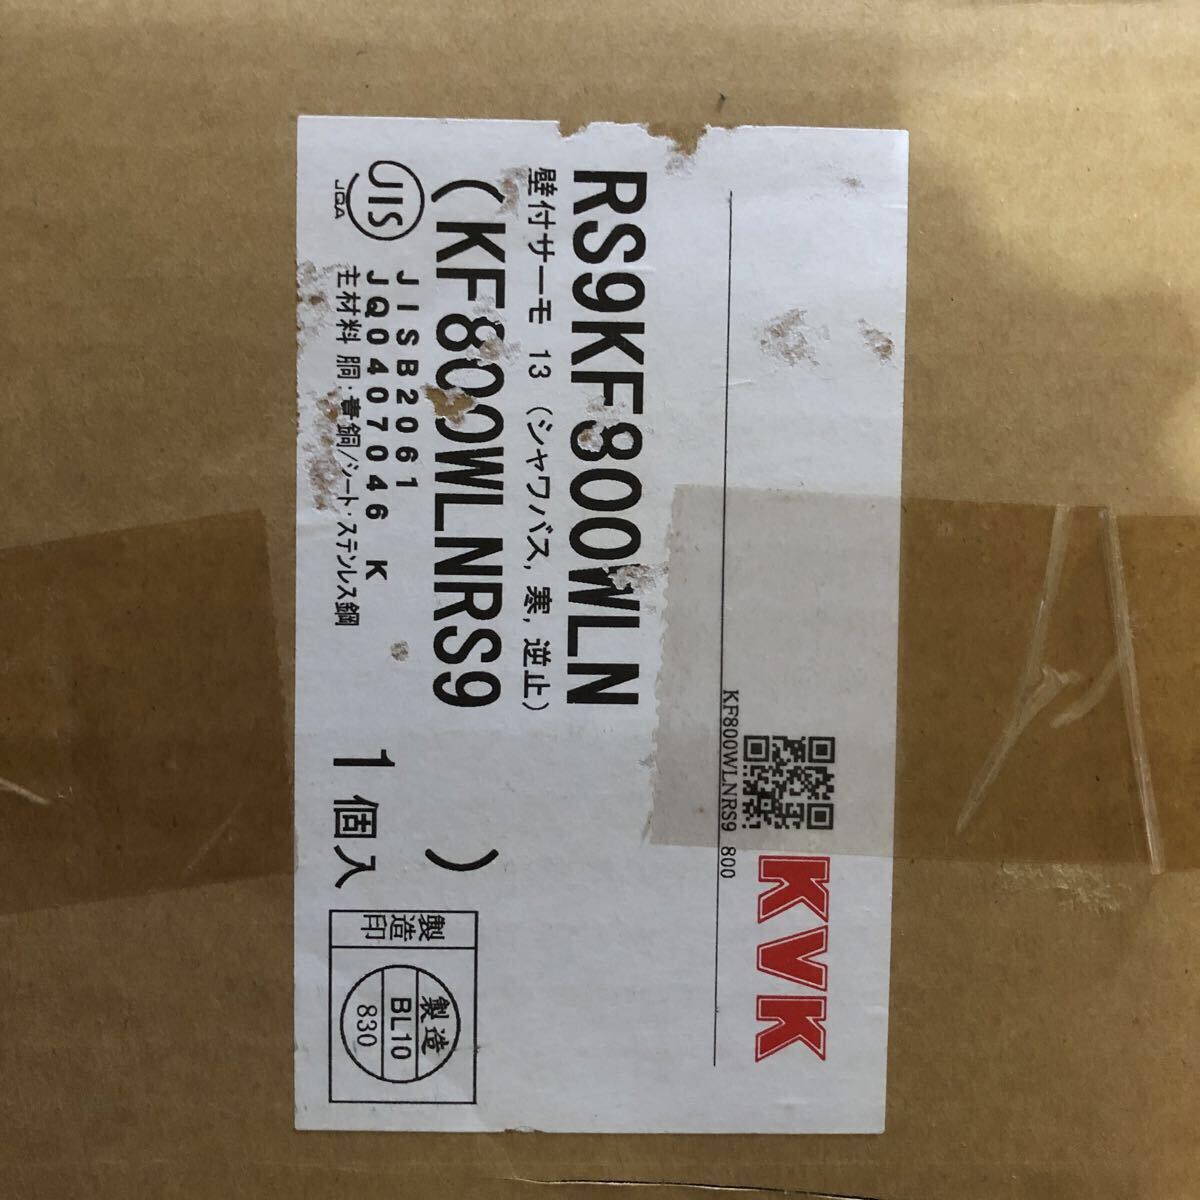 KVK
KF800WLNRS9 800
RS9KF800WLN
壁付サーモ 13 (シャワバス,寒,逆止)
(KF800WLNRS9 )
JIS
JQA
JISB2061
JQ0407046 K
主材料 胴・青銅/シート・ステンレス鋼
1個入
製造印
製造
BL10
830